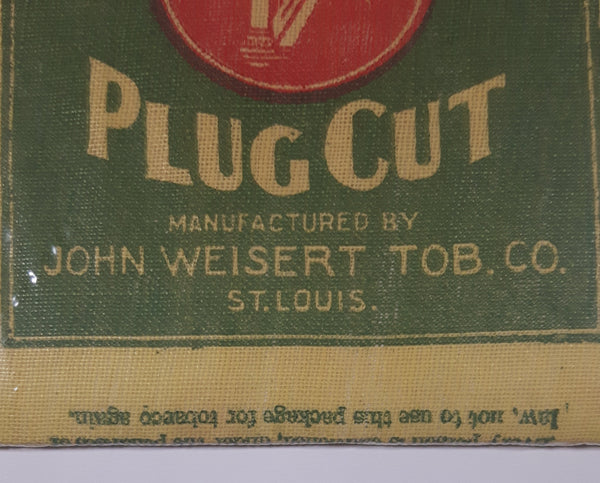 PLUG CUT
MANUFACTURED BY
JOHN WEISERT TOB. CO.
ST. LOUIS.
law, not to use this package for tobacco again.